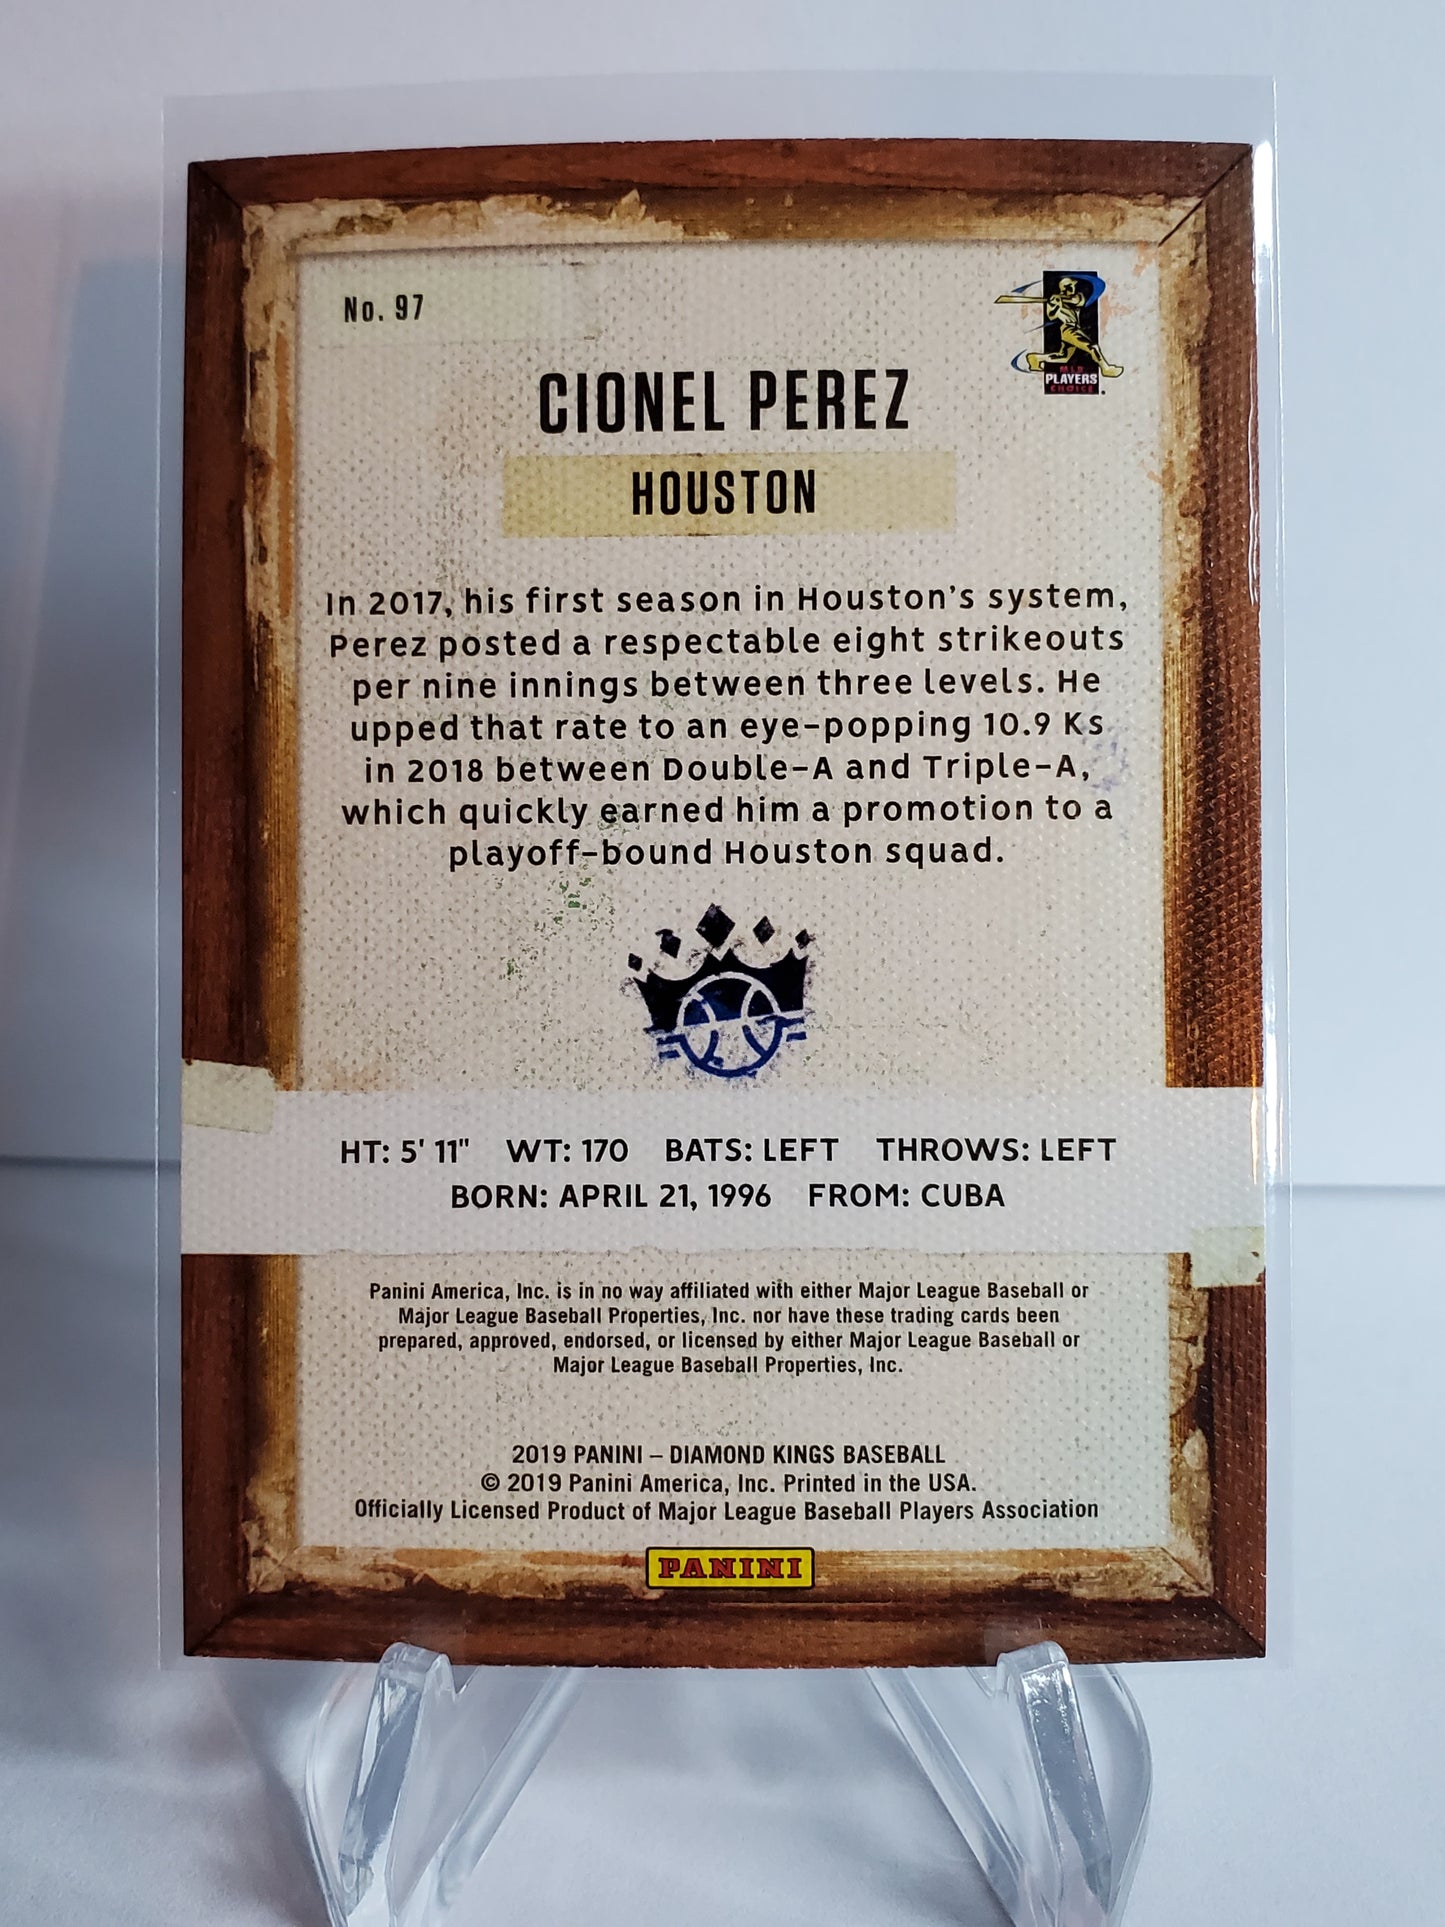 No. 97
MLB
PLAYERS
CHOICE
CIONEL PEREZ
HOUSTON
In 2017, his first season in Houston's system,
Perez posted a respectable eight strikeouts
per nine innings between three levels. He
upped that rate to an eye-popping 10.9 Ks
in 2018 between Double-A and Triple-A,
which quickly earned him a promotion to a
playoff-bound Houston squad.
HT: 5' 11" WT: 170 BATS: LEFT THROWS: LEFT
BORN: APRIL 21, 1996 FROM: CUBA
Panini America, Inc. is in no way affiliated with either Major League Baseball or
Major League Baseball Properties, Inc. nor have these trading cards been
prepared, approved, endorsed, or licensed by either Major League Baseball or
Major League Baseball Properties, Inc.
2019 PANINI – DIAMOND KINGS BASEBALL
© 2019 Panini America, Inc. Printed in the USA.
Officially Licensed Product of Major League Baseball Players Association
PANINI